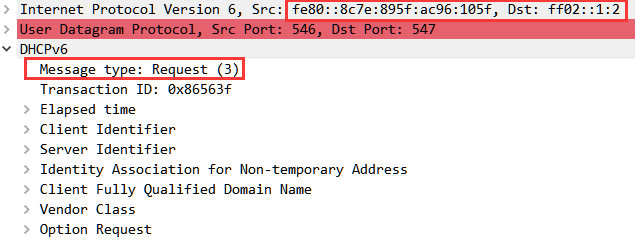 Internet Protocol Version 6, Src: fe80::8c7e:895f:ac96:105f, Dst: ff02::1:2
User Datagram Protocol, Src Port: 546, Dst Port: 547
DHCPv6
Message type: Request (3)
Transaction ID: 0x86563f
Elapsed time
Client Identifier
Server Identifier
Identity Association for Non-temporary Address
Client Fully Qualified Domain Name
Vendor Class
Option Request